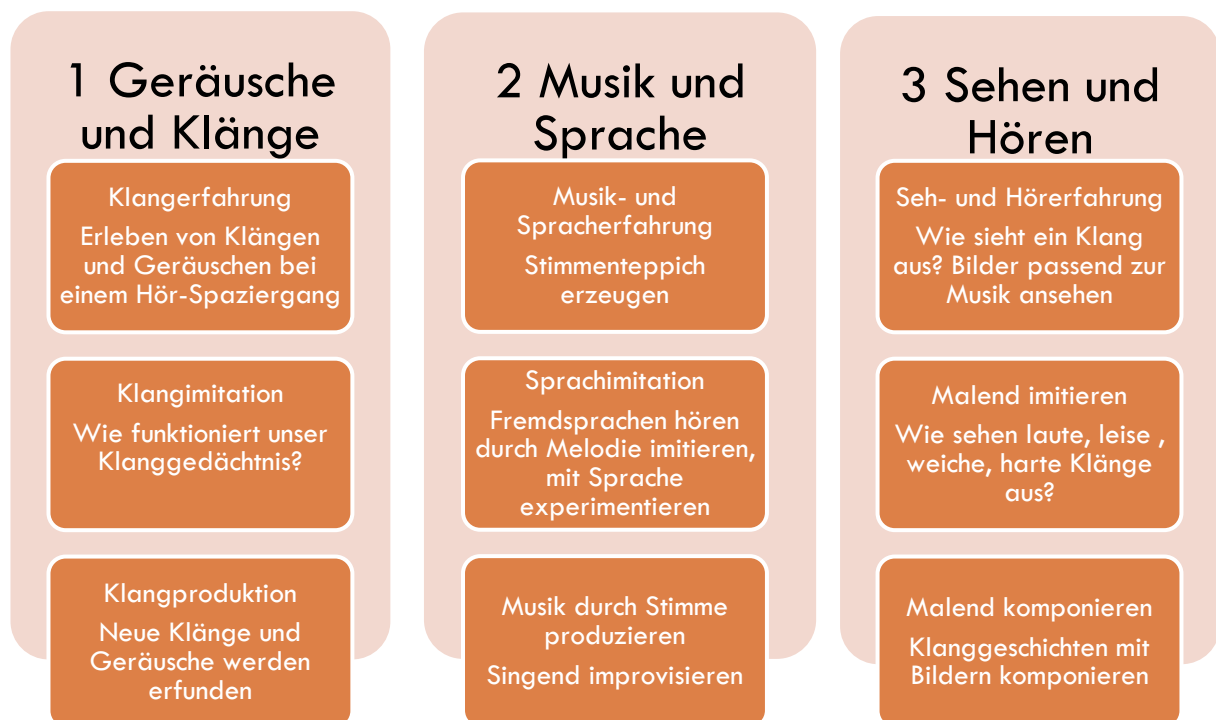 1 Geräusche
und Klänge
Klangerfahrung
Erleben von Klängen
und Geräuschen bei
einem Hör-Spaziergang
Klangimitation
Wie funktioniert unser
Klanggedächtnis?
Klangproduktion
Neue Klänge und
Geräusche werden
erfunden
2 Musik und
Sprache
Musik- und
Spracherfahrung
Stimmenteppich
erzeugen
Sprachimitation
Fremdsprachen hören
durch Melodie imitieren,
mit Sprache
experimentieren
Musik durch Stimme
produzieren
Singend improvisieren
3 Sehen und
Hören
Seh- und Hörerfahrung
Wie sieht ein Klang
aus? Bilder passend zur
Musik ansehen
Malend imitieren
Wie sehen laute, leise ,
weiche, harte Klänge
aus?
Malend komponieren
Klanggeschichten mit
Bildern komponieren